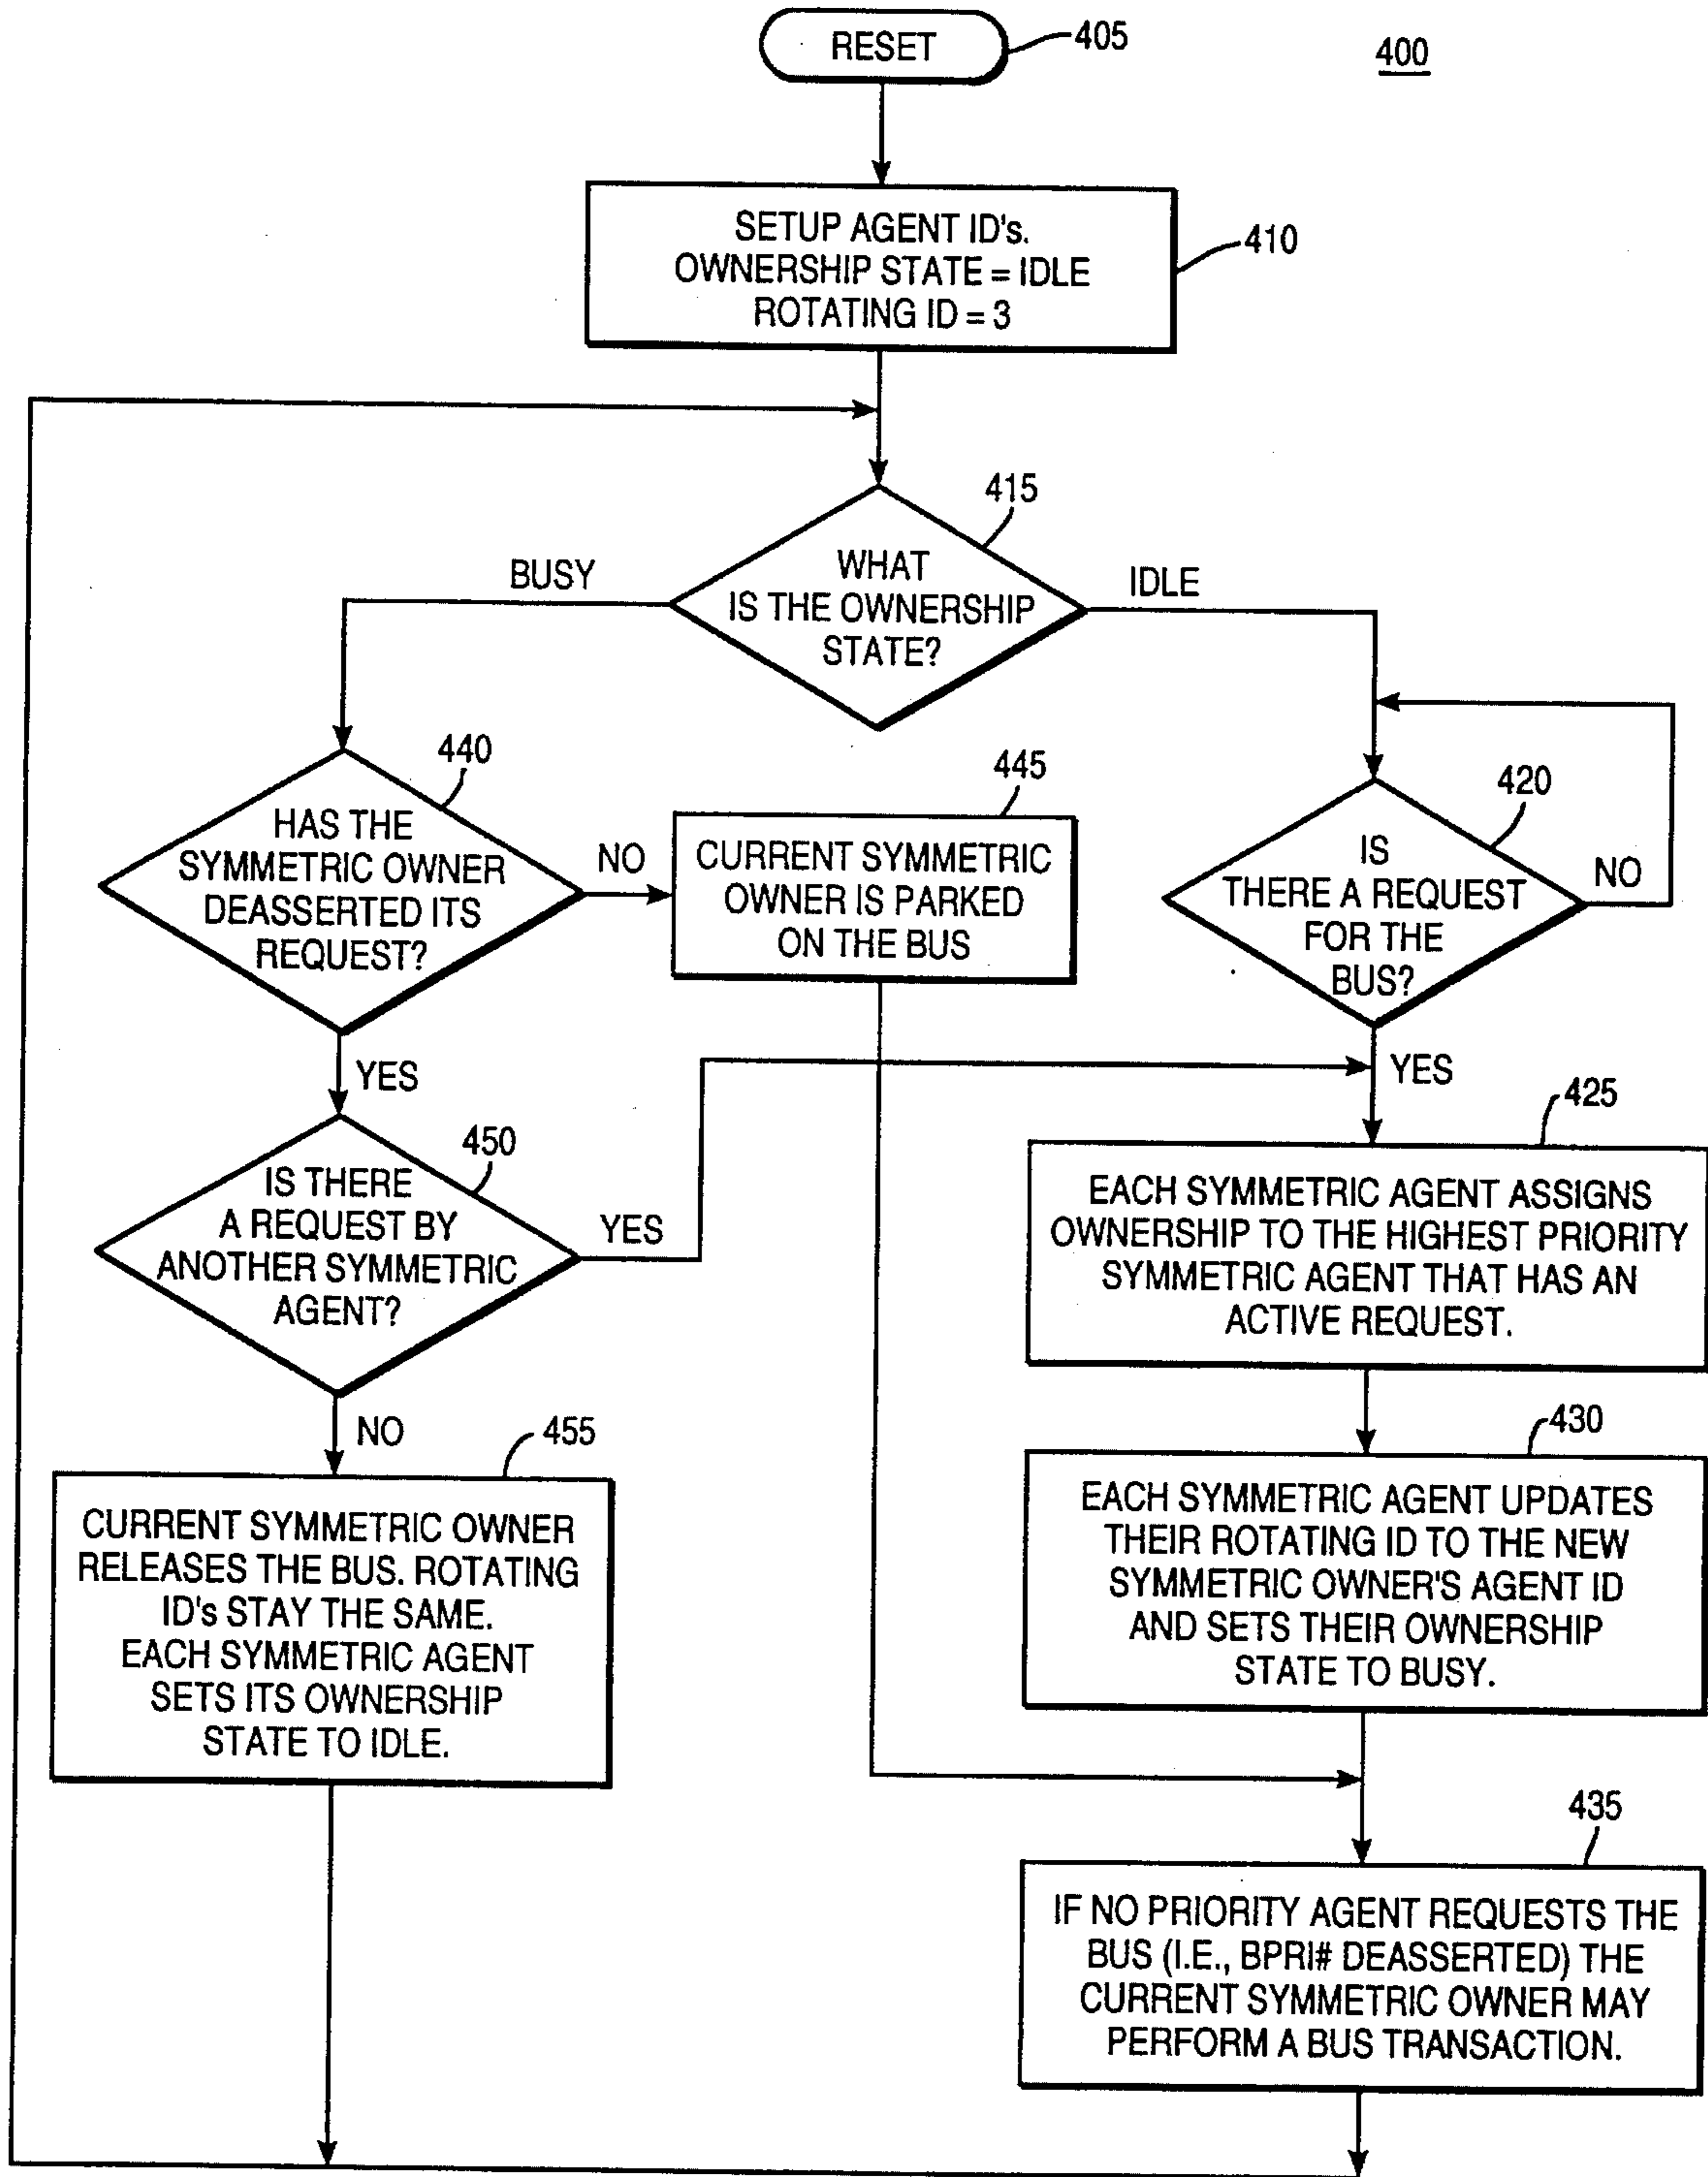 RESET
405
400
SETUP AGENT ID's.
OWNERSHIP STATE = IDLE
ROTATING ID = 3
410
415
WHAT
IS THE OWNERSHIP
STATE?
BUSY
IDLE
440
HAS THE
SYMMETRIC OWNER
DEASSERTED ITS
REQUEST?
NO
YES
445
CURRENT SYMMETRIC
OWNER IS PARKED
ON THE BUS
420
IS
THERE A REQUEST
FOR THE
BUS?
NO
YES
450
IS THERE
A REQUEST BY
ANOTHER SYMMETRIC
AGENT?
YES
NO
425
EACH SYMMETRIC AGENT ASSIGNS
OWNERSHIP TO THE HIGHEST PRIORITY
SYMMETRIC AGENT THAT HAS AN
ACTIVE REQUEST.
455
CURRENT SYMMETRIC OWNER
RELEASES THE BUS. ROTATING
ID's STAY THE SAME.
EACH SYMMETRIC AGENT
SETS ITS OWNERSHIP
STATE TO IDLE.
430
EACH SYMMETRIC AGENT UPDATES
THEIR ROTATING ID TO THE NEW
SYMMETRIC OWNER'S AGENT ID
AND SETS THEIR OWNERSHIP
STATE TO BUSY.
435
IF NO PRIORITY AGENT REQUESTS THE
BUS (I.E., BPRI# DEASSERTED) THE
CURRENT SYMMETRIC OWNER MAY
PERFORM A BUS TRANSACTION.